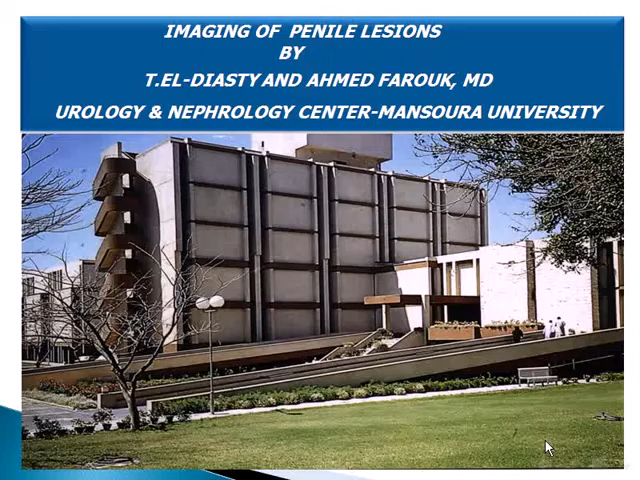 IMAGING OF PENILE LESIONS
BY
T.EL-DIASTY AND AHMED FAROUK, MD
UROLOGY & NEPHROLOGY CENTER-MANSOURA UNIVERSITY